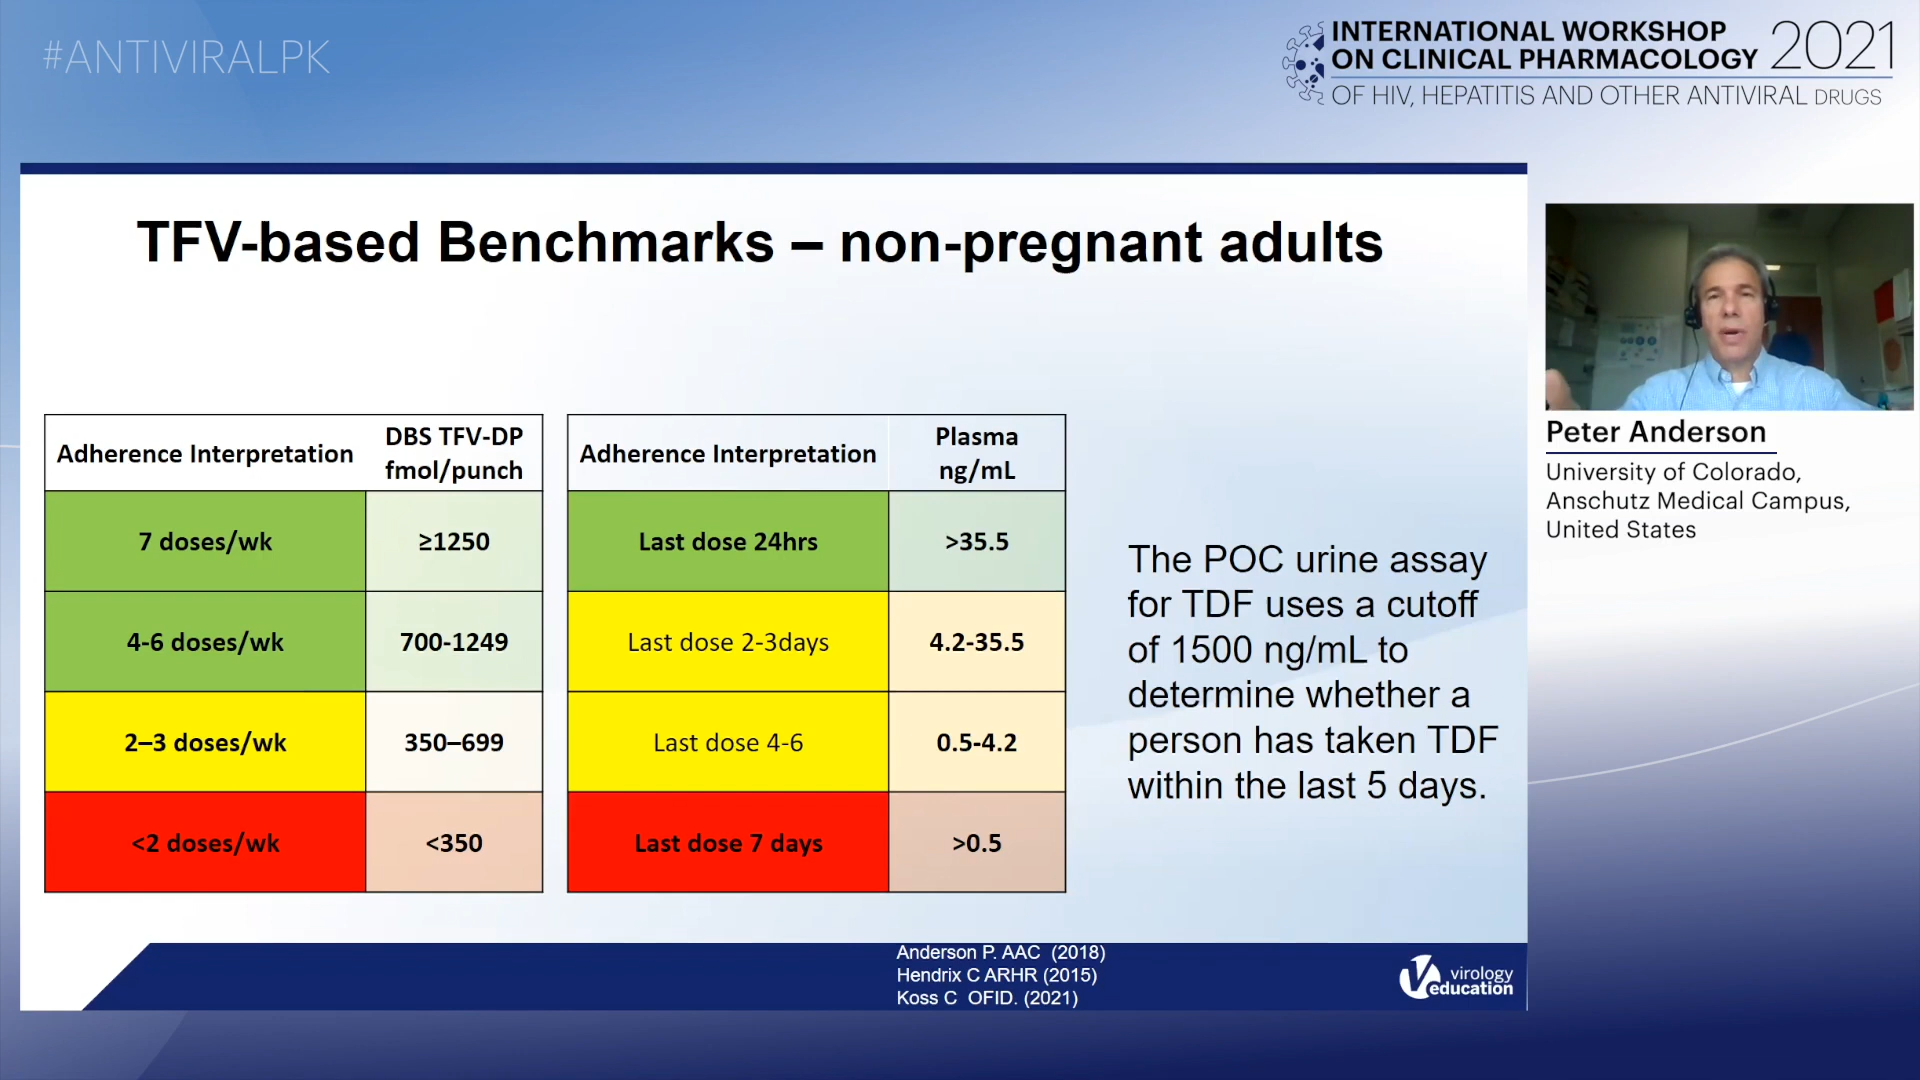 #ANTIVIRALPK
INTERNATIONAL WORKSHOP
ON CLINICAL PHARMACOLOGY 2021
OF HIV, HEPATITIS AND OTHER ANTIVIRAL DRUGS
TFV-based Benchmarks – non-pregnant adults
Adherence Interpretation DBS TFV-DP fmol/punch
7 doses/wk ≥1250
4-6 doses/wk 700-1249
2–3 doses/wk 350–699
<2 doses/wk <350
Adherence Interpretation Plasma ng/mL
Last dose 24hrs >35.5
Last dose 2-3days 4.2-35.5
Last dose 4-6 0.5-4.2
Last dose 7 days >0.5
The POC urine assay
for TDF uses a cutoff
of 1500 ng/mL to
determine whether a
person has taken TDF
within the last 5 days.
Anderson P. AAC (2018)
Hendrix C ARHR (2015)
Koss C OFID. (2021)
virology
education
Peter Anderson
University of Colorado,
Anschutz Medical Campus,
United States